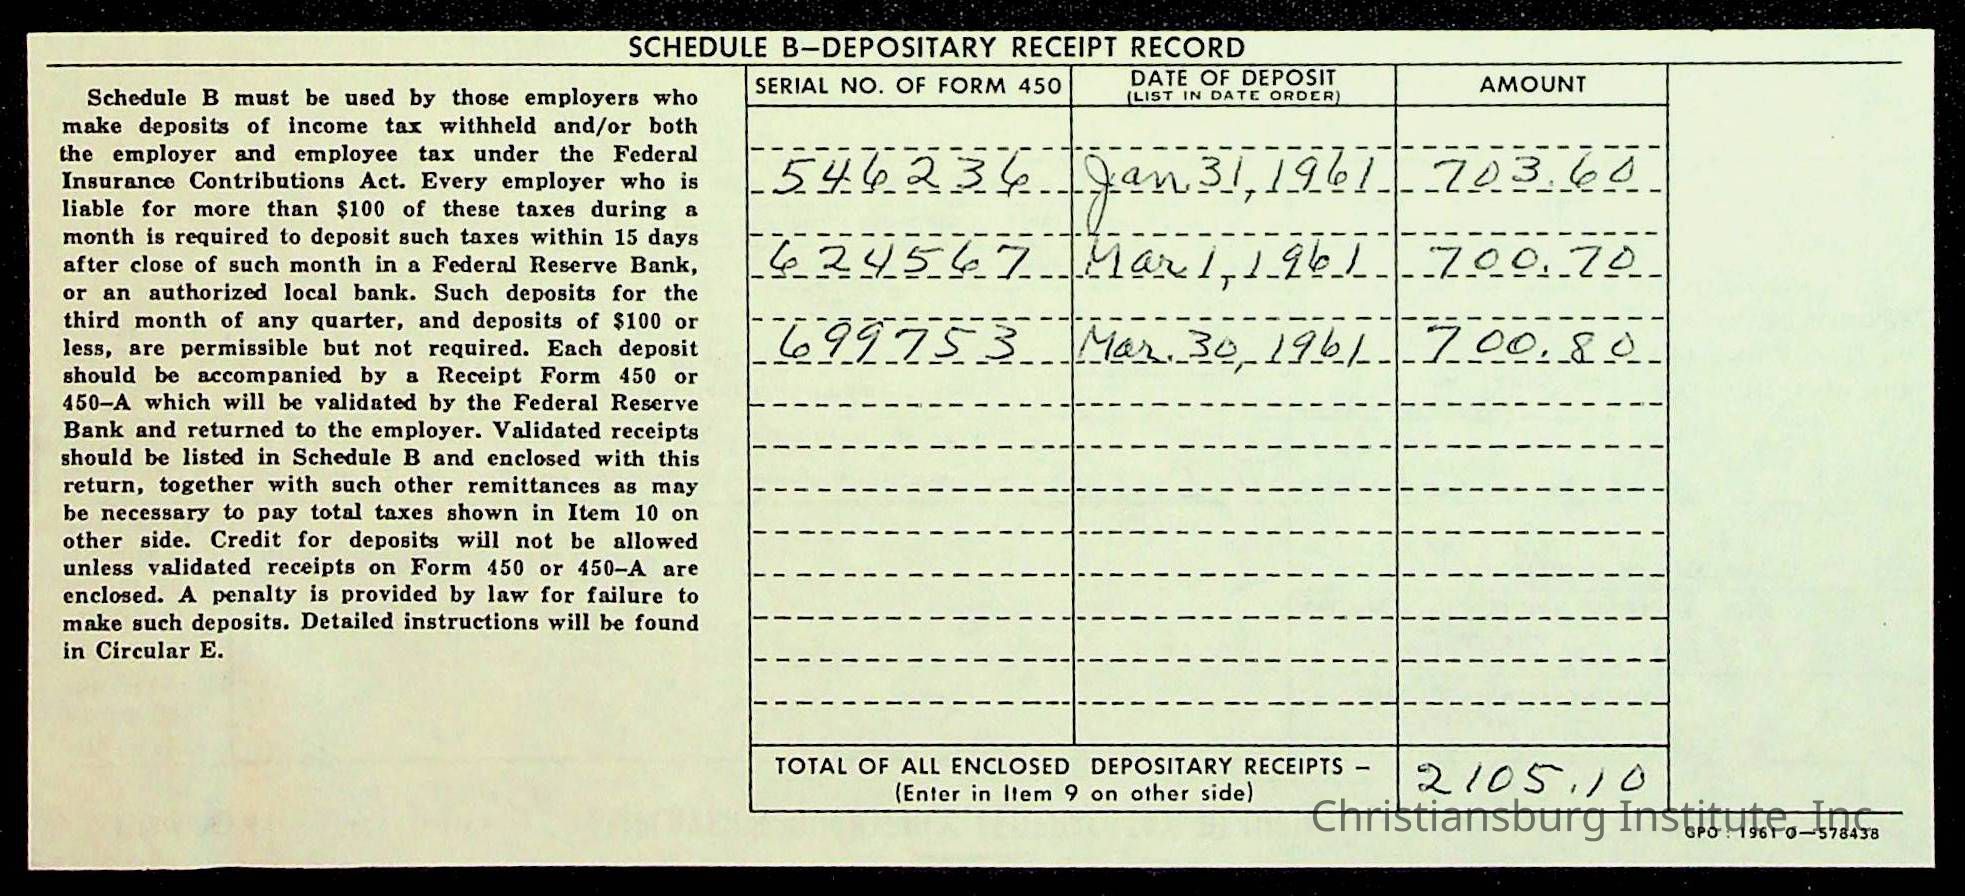 SCHEDULE B—DEPOSITARY RECEIPT RECORD
Schedule B must be used by those employers who
make deposits of income tax withheld and/or both
the employer and employee tax under the Federal
Insurance Contributions Act. Every employer who is
liable for more than $100 of these taxes during a
month is required to deposit such taxes within 15 days
after close of such month in a Federal Reserve Bank,
or an authorized local bank. Such deposits for the
third month of any quarter, and deposits of $100 or
less, are permissible but not required. Each deposit
should be accompanied by a Receipt Form 450 or
450–A which will be validated by the Federal Reserve
Bank and returned to the employer. Validated receipts
should be listed in Schedule B and enclosed with this
return, together with such other remittances as may
be necessary to pay total taxes shown in Item 10 on
other side. Credit for deposits will not be allowed
unless validated receipts on Form 450 or 450–A are
enclosed. A penalty is provided by law for failure to
make such deposits. Detailed instructions will be found
in Circular E.
SERIAL NO. OF FORM 450 DATE OF DEPOSIT AMOUNT
(LIST IN DATE ORDER)
546236 Jan 31, 1961 703.60
624567 Mar 1, 1961 700.70
699753 Mar. 30, 1961 700.80
TOTAL OF ALL ENCLOSED DEPOSITARY RECEIPTS – 2105.10
(Enter in Item 9 on other side)
Christiansburg Institute, Inc
GPO : 1961 O—578438